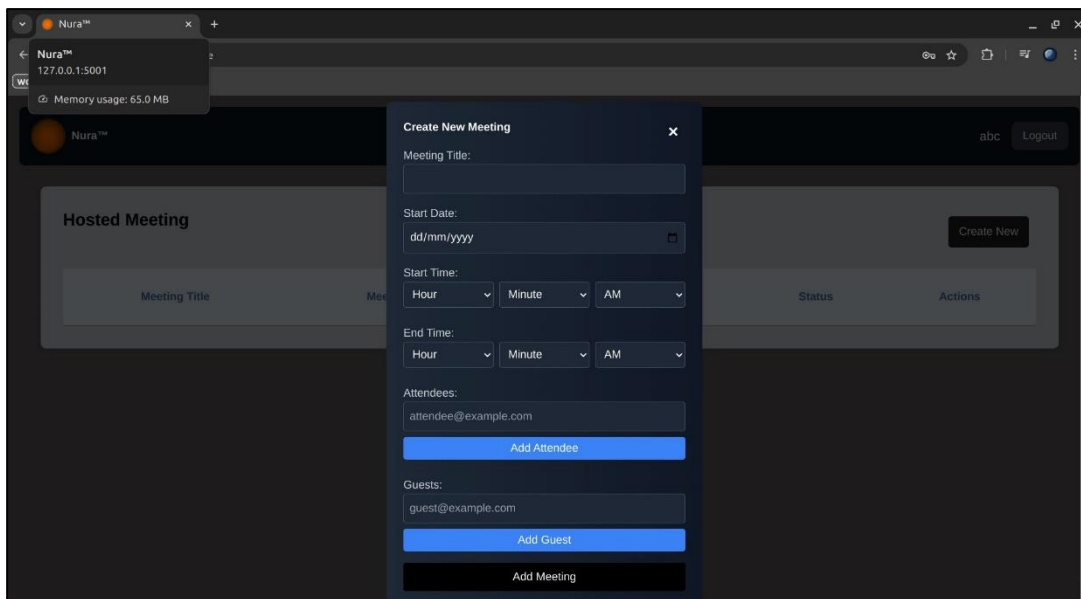 Nura™
Nura™
127.0.0.1:5001
Memory usage: 65.0 MB
Nura™
abc
Logout
Hosted Meeting
Create New
Meeting Title
Status
Actions
Create New Meeting
Meeting Title:
Start Date:
dd/mm/yyyy
Start Time:
Hour Minute AM
End Time:
Hour Minute AM
Attendees:
attendee@example.com
Add Attendee
Guests:
guest@example.com
Add Guest
Add Meeting